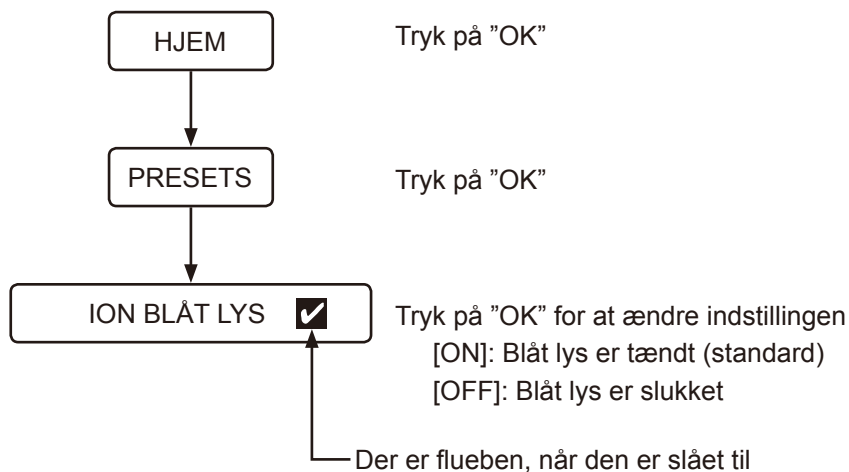 HJEM
Tryk på ”OK”
PRESETS
Tryk på ”OK”
ION BLÅT LYS ✔
Tryk på ”OK” for at ændre indstillingen
[ON]: Blåt lys er tændt (standard)
[OFF]: Blåt lys er slukket
Der er flueben, når den er slået til